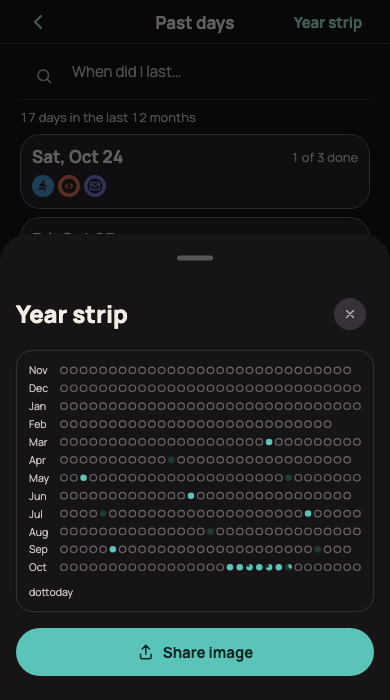 Past days
Year strip
When did I last...
17 days in the last 12 months
Sat, Oct 24
1 of 3 done
Year strip
Nov
Dec
Jan
Feb
Mar
Apr
May
Jun
Jul
Aug
Sep
Oct
dottoday
Share image